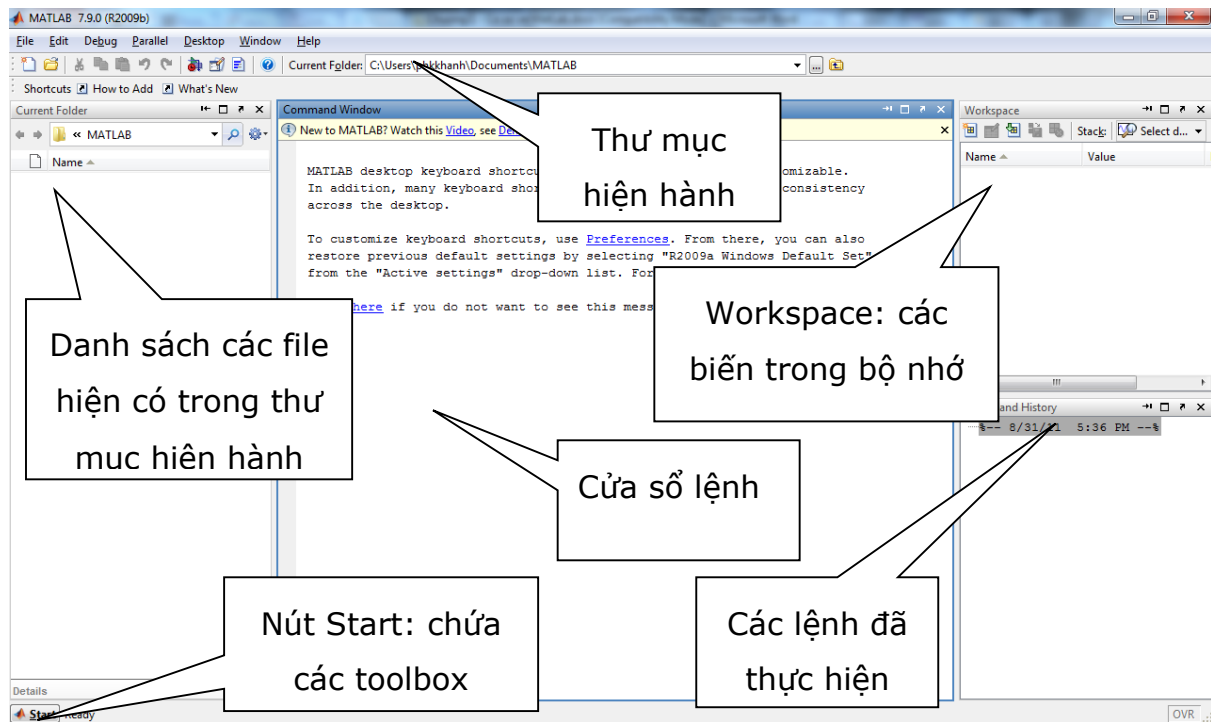 MATLAB 7.9.0 (R2009b)
File Edit Debug Parallel Desktop Window Help
Current Folder: C:\Users\phkkhanh\Documents\MATLAB
Shortcuts How to Add What's New
Current Folder
« MATLAB
Name
Command Window
New to MATLAB? Watch this Video, see
MATLAB desktop keyboard
In addition, many keyboard consistency
across the desktop.
To customize keyboard shortcuts, use Preferences. From there, you can also
restore previous default settings by selecting "R2009a Windows Default Set"
from the "Active settings" drop-down list. For
here if you do not want to see this
Workspace
Stack: Select d...
Name Value
Thư mục
hiện hành
Danh sách các file
hiện có trong thư
muc hiên hành
Workspace: các
biến trong bộ nhớ
History
%-- 8/31/11 5:36 PM --%
Cửa sổ lệnh
Nút Start: chứa
các toolbox
Các lệnh đã
thực hiện
Details
Start Ready
OVR